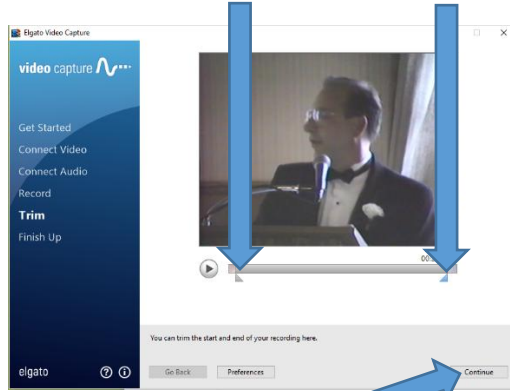 Elgato Video Capture
video capture
Get Started
Connect Video
Connect Audio
Record
Trim
Finish Up
You can trim the start and end of your recording here.
elgato ? i Go Back Preferences Continue